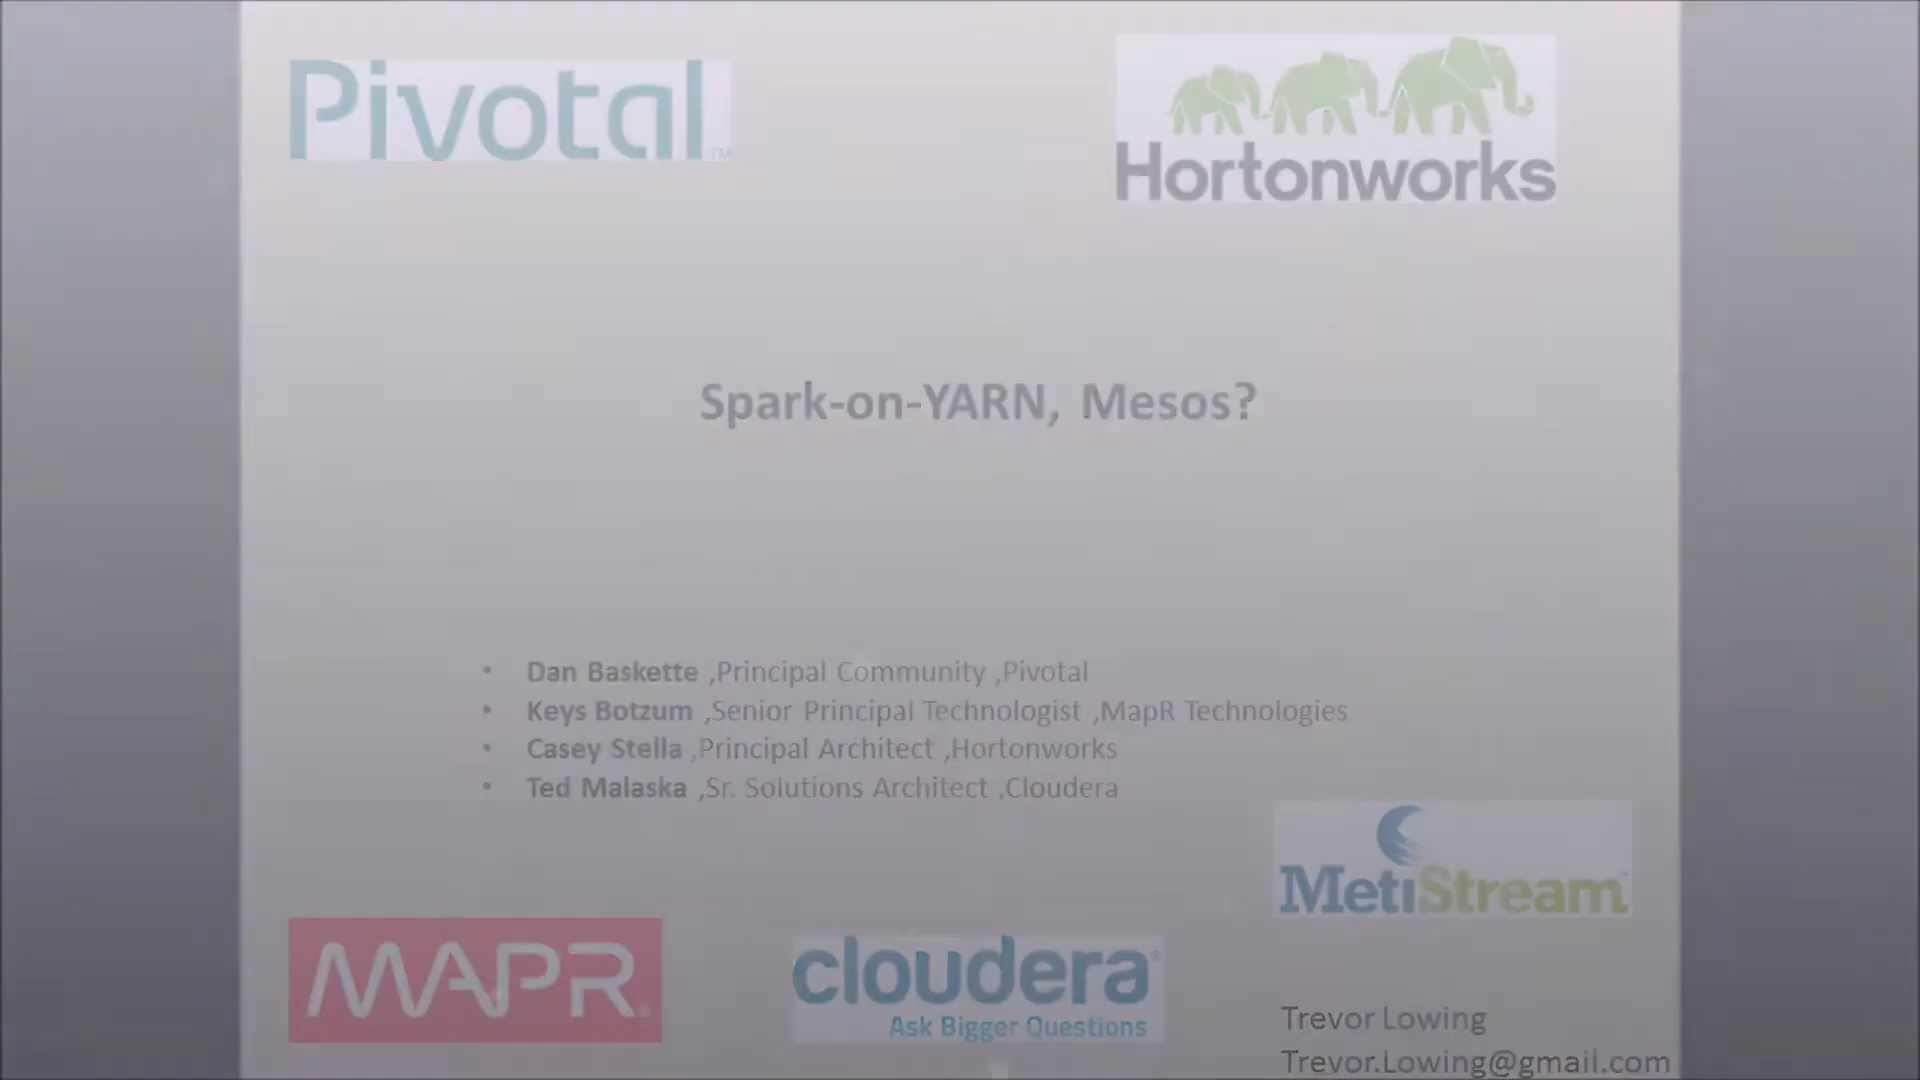 Pivotal™
Hortonworks
Spark-on-YARN, Mesos?
• Dan Baskette ,Principal Community ,Pivotal
• Keys Botzum ,Senior Principal Technologist ,MapR Technologies
• Casey Stella ,Principal Architect ,Hortonworks
• Ted Malaska ,Sr. Solutions Architect ,Cloudera
MetiStream™
MAPR®
cloudera®
Ask Bigger Questions
Trevor Lowing
Trevor.Lowing@gmail.com